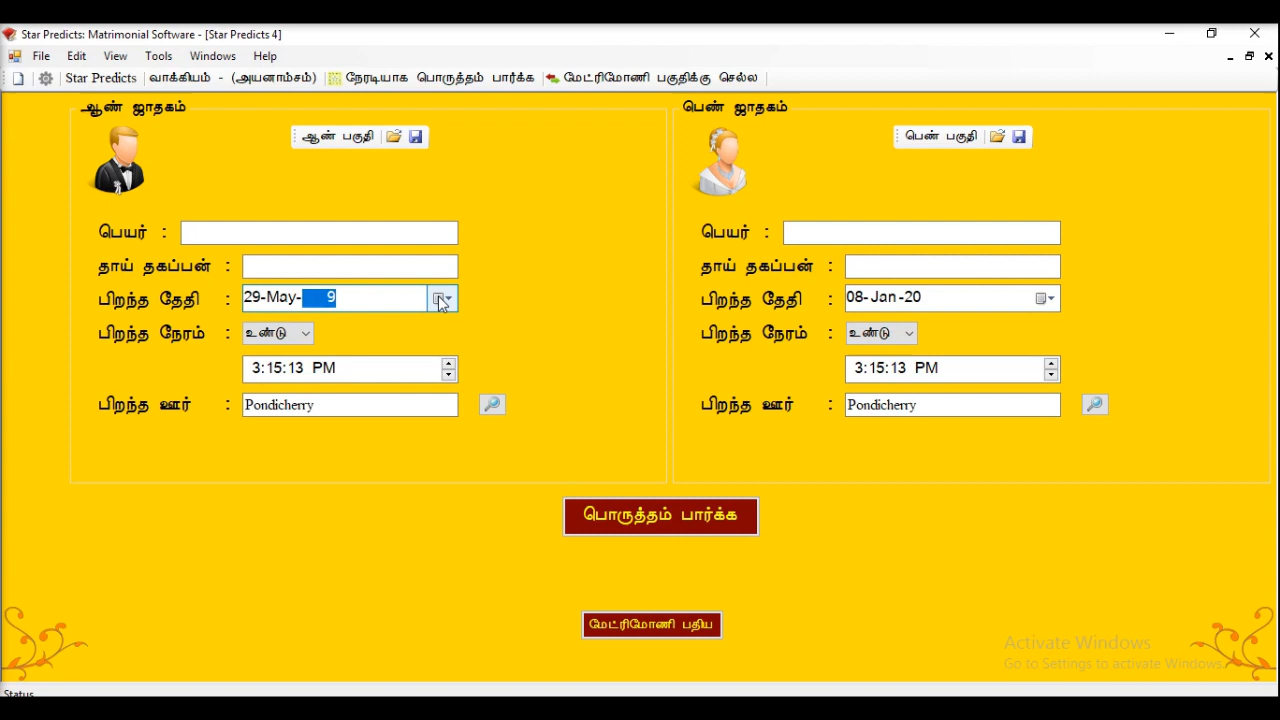 Star Predicts: Matrimonial Software - [Star Predicts 4]
File Edit View Tools Windows Help
Star Predicts வாக்கியம் - (அயனாம்சம்) நேரடியாக பொருத்தம் பார்க்க மேட்ரிமோணி பகுதிக்கு செல்ல
ஆண் ஜாதகம்
பெண் ஜாதகம்
ஆண் பகுதி
பெண் பகுதி
பெயர் :
பெயர் :
தாய் தகப்பன் :
தாய் தகப்பன் :
பிறந்த தேதி : 29-May- 9
பிறந்த தேதி : 08-Jan-20
பிறந்த நேரம் : உண்டு
பிறந்த நேரம் : உண்டு
3:15:13 PM
3:15:13 PM
பிறந்த ஊர் : Pondicherry
பிறந்த ஊர் : Pondicherry
பொருத்தம் பார்க்க
மேட்ரிமோணி பதிய
Activate Windows
Go to Settings to activate Windows.
Status